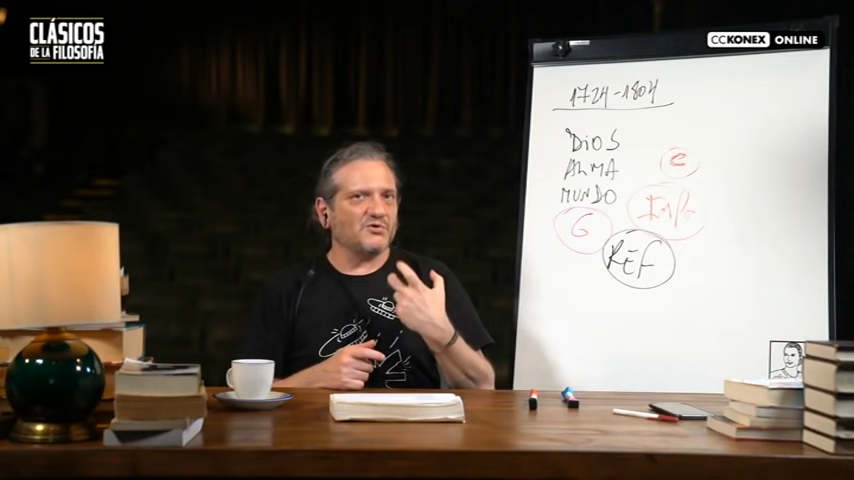 CLÁSICOS
DE LA FILOSOFÍA
CCKONEX ONLINE
1724-1804
DIOS
ALMA
MUNDO
e
G
REF